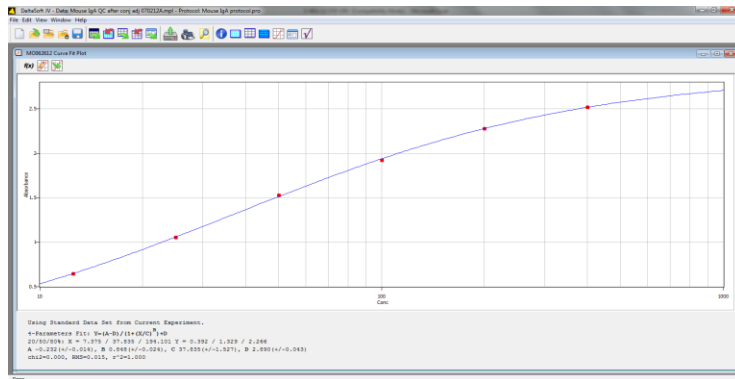 DeltaSoft IV - Data; Mouse IgA QC after conj adj 070212A.mpl - Protocol: Mouse IgA protocol.pro
File Edit View Window Help
Curve Fit Plot
f(x)
2.5
2
1.5
1
0.5
Absorbance
10
100
1000
Conc
Using Standard Data Set from Current Experiment.
4-Parameters Fit: Y=(A-D)/(1+(X/C)^B)+D
20/50/80%: X = 7.375 / 37.835 / 194.101 Y = 0.392 / 1.329 / 2.266
A -0.232(+/-0.016), B 0.848(+/-0.024), C 37.835(+/-1.527), D 2.890(+/-0.043)
chi2=0.000, RMS=0.015, r^2=1.000